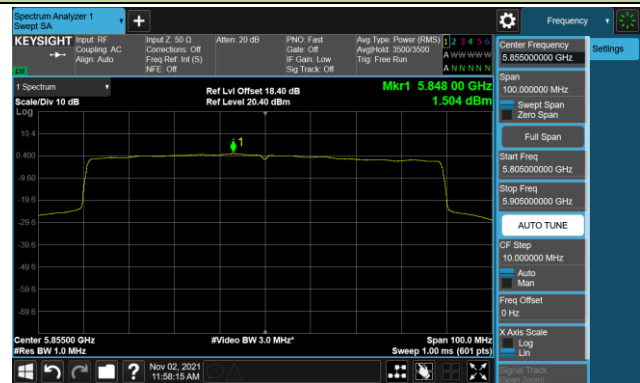 Spectrum Analyzer 1
Swept SA
Frequency
KEYSIGHT
Input: RF
Coupling: AC
Align: Auto
Input Z: 50 Ω
Corrections: Off
Freq Ref: Int (S)
NFE: Off
Atten: 20 dB
PNO: Fast
Gate: Off
IF Gain: Low
Sig Track: Off
Avg Type: Power (RMS)
Avg|Hold: 3500/3500
Trig: Free Run
1 2 3 4 5 6
A W W W W W
A N N N N N
LW
1 Spectrum
Scale/Div 10 dB
Log
Ref Lvl Offset 18.40 dB
Ref Level 20.40 dBm
Mkr1 5.848 00 GHz
1.504 dBm
1
10.4
0.400
-9.60
-19.6
-29.6
-39.6
-49.6
-59.6
-69.6
Center 5.85500 GHz
#Res BW 1.0 MHz
#Video BW 3.0 MHz*
Span 100.0 MHz
Sweep 1.00 ms (601 pts)
Nov 02, 2021
11:58:15 AM
Center Frequency
5.855000000 GHz
Settings
Span
100.000000 MHz
Swept Span
Zero Span
Full Span
Start Freq
5.805000000 GHz
Stop Freq
5.905000000 GHz
AUTO TUNE
CF Step
10.000000 MHz
Auto
Man
Freq Offset
0 Hz
X Axis Scale
Log
Lin
Signal Track
(Span Zoom)